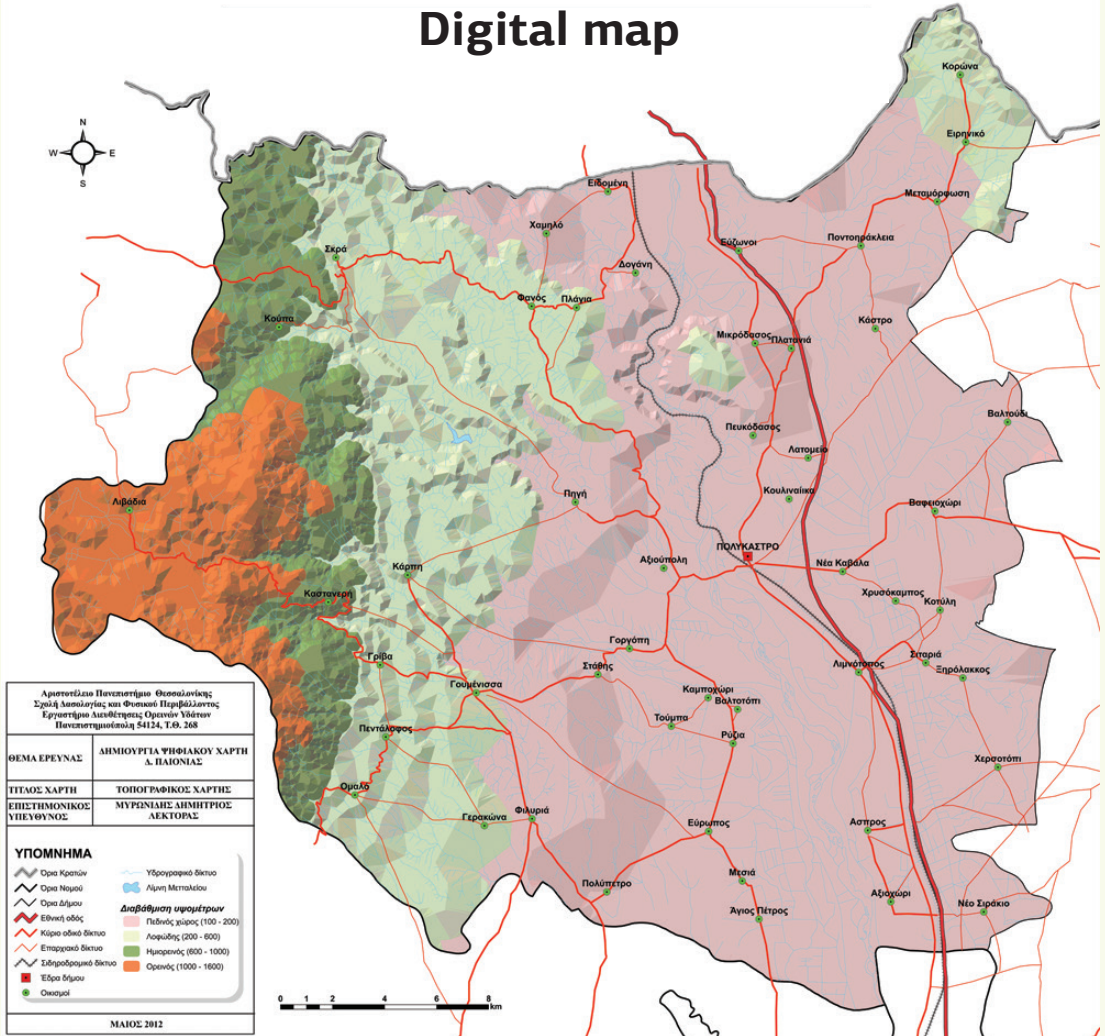 Digital map
N
W E
S
Κορώνα
Ειρηνικό
Μεταμόρφωση
Ειδομένη
Χαμηλό
Εύζωνοι
Ποντοηράκλεια
Σκρά
Δογάνη
Φανός
Πλάγια
Κούπα
Κάστρο
Μικρόδασος
Πλατανιά
Βαλτούδι
Πευκόδασος
Λατομείο
Λιβάδια
Πηγή
Κουλιναίικα
Βαφειοχώρι
ΠΟΛΥΚΑΣΤΡΟ
Αξιούπολη
Νέα Καβάλα
Κάρπη
Καστανερή
Χρυσόκαμπος
Κοτύλη
Γοργόπη
Γρίβα
Στάθης
Σιταριά
Λιμνότοπος
Ξηρόλακκος
Γουμένισσα
Καμποχώρι
Βαλτοτόπι
Τούμπα
Πεντάλοφος
Ρύζια
Χερσοτόπι
Ομαλό
Γερακώνα
Φιλυριά
Εύρωπος
Ασπρος
Μεσιά
Πολύπετρο
Αξιοχώρι
Άγιος Πέτρος
Νέο Σιράκιο
Αριστοτέλειο Πανεπιστήμιο Θεσσαλονίκης
Σχολή Δασολογίας και Φυσικού Περιβάλλοντος
Εργαστήριο Διευθέτησεις Ορεινών Υδάτων
Πανεπιστημιούπολη 54124, Τ.Θ. 268
ΘΕΜΑ ΕΡΕΥΝΑΣ
ΔΗΜΙΟΥΡΓΙΑ ΨΗΦΙΑΚΟΥ ΧΑΡΤΗ
Δ. ΠΑΙΟΝΙΑΣ
ΤΙΤΛΟΣ ΧΑΡΤΗ
ΤΟΠΟΓΡΑΦΙΚΟΣ ΧΑΡΤΗΣ
ΕΠΙΣΤΗΜΟΝΙΚΟΣ
ΥΠΕΥΘΥΝΟΣ
ΜΥΡΩΝΙΔΗΣ ΔΗΜΗΤΡΙΟΣ
ΛΕΚΤΟΡΑΣ
ΥΠΟΜΝΗΜΑ
Όρια Κρατών
Όρια Νομού
Όρια Δήμου
Εθνική οδός
Κύριο οδικό δίκτυο
Επαρχιακό δίκτυο
Σιδηροδρομικό δίκτυο
Έδρα δήμου
Οικισμοί
Υδρογραφικό δίκτυο
Λίμνη Μετταλείου
Διαβάθμιση υψομέτρων
Πεδινός χώρος (100 - 200)
Λοφώδης (200 - 600)
Ημιορεινός (600 - 1000)
Ορεινός (1000 - 1600)
ΜΑΙΟΣ 2012
0 1 2 4 6 8
km